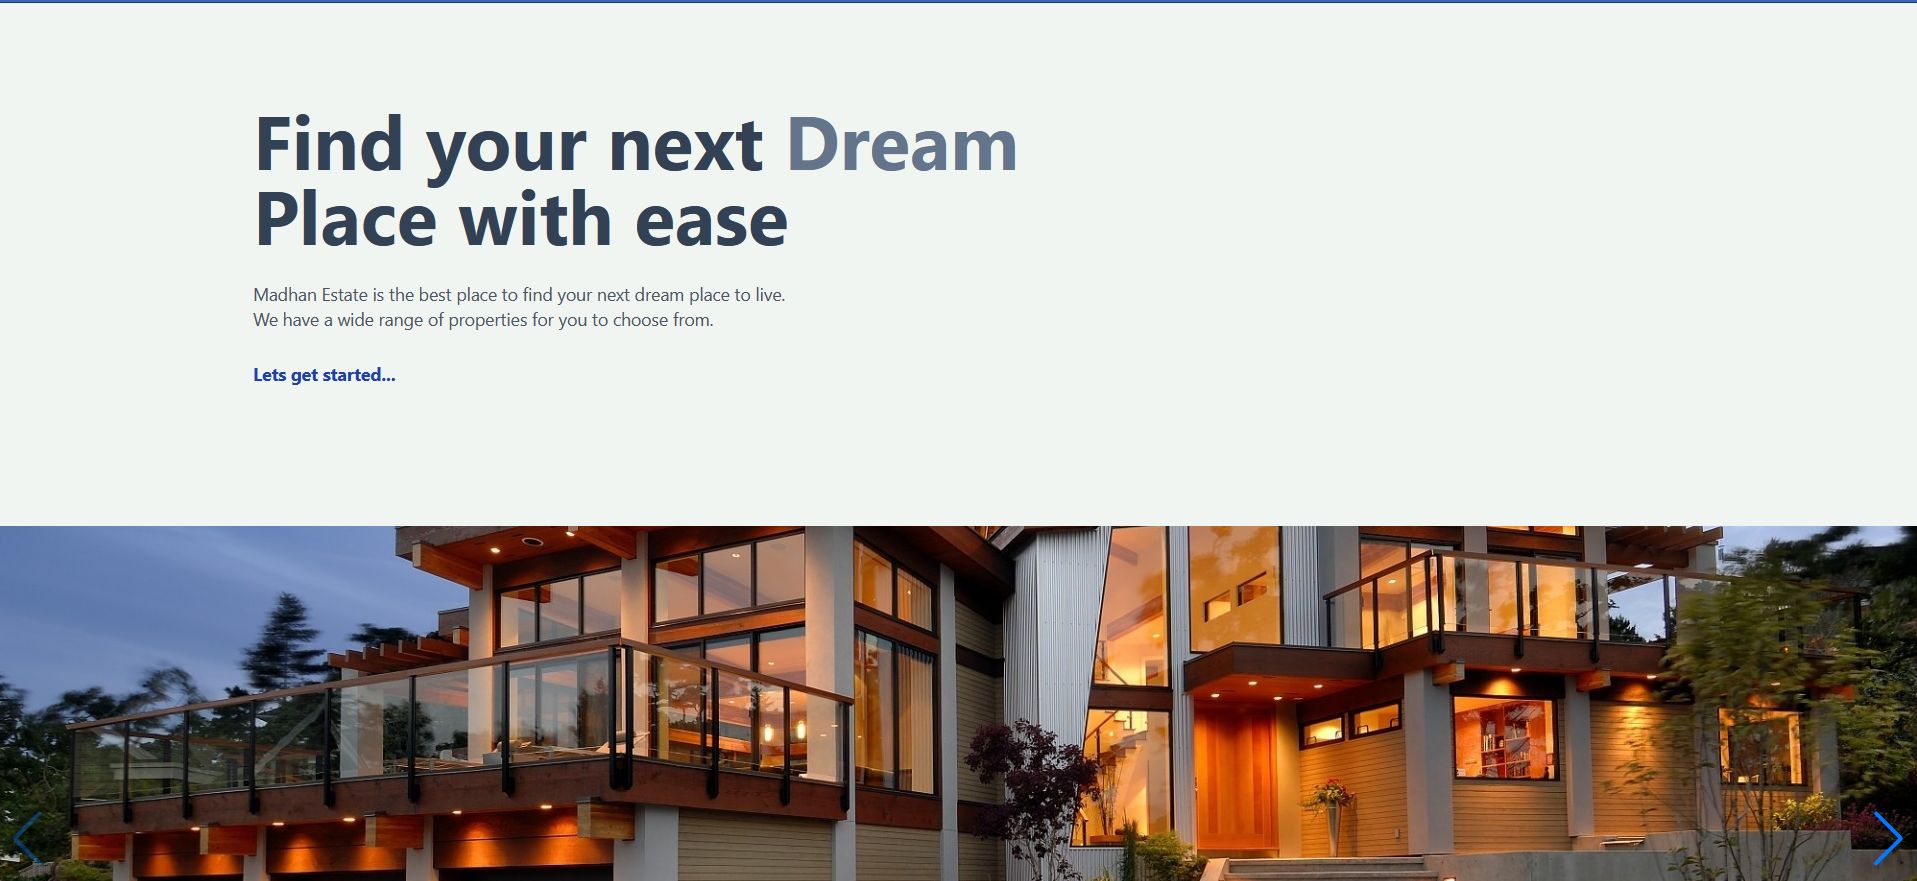 Find your next Dream
Place with ease
Madhan Estate is the best place to find your next dream place to live.
We have a wide range of properties for you to choose from.
Lets get started...